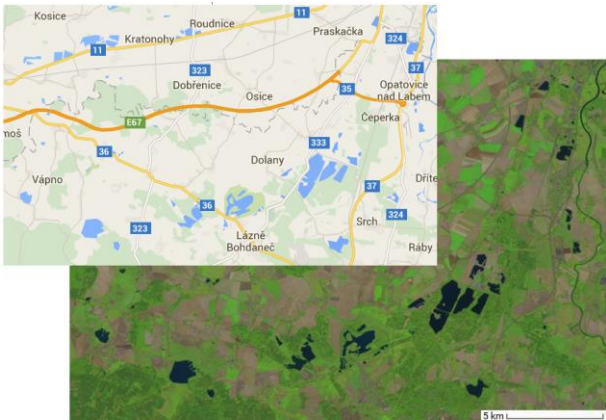 Kosice
Roudnice
11
Praskačka
Kratonohy
324
11
323
37
Dobřenice
Osice
Opatovice
nad Labem
35
E67
Čeperka
moš
36
333
Dolany
Vápno
37
Dříte
36
323
324
Srch
Lázně
Bohdaneč
Raby
5 km